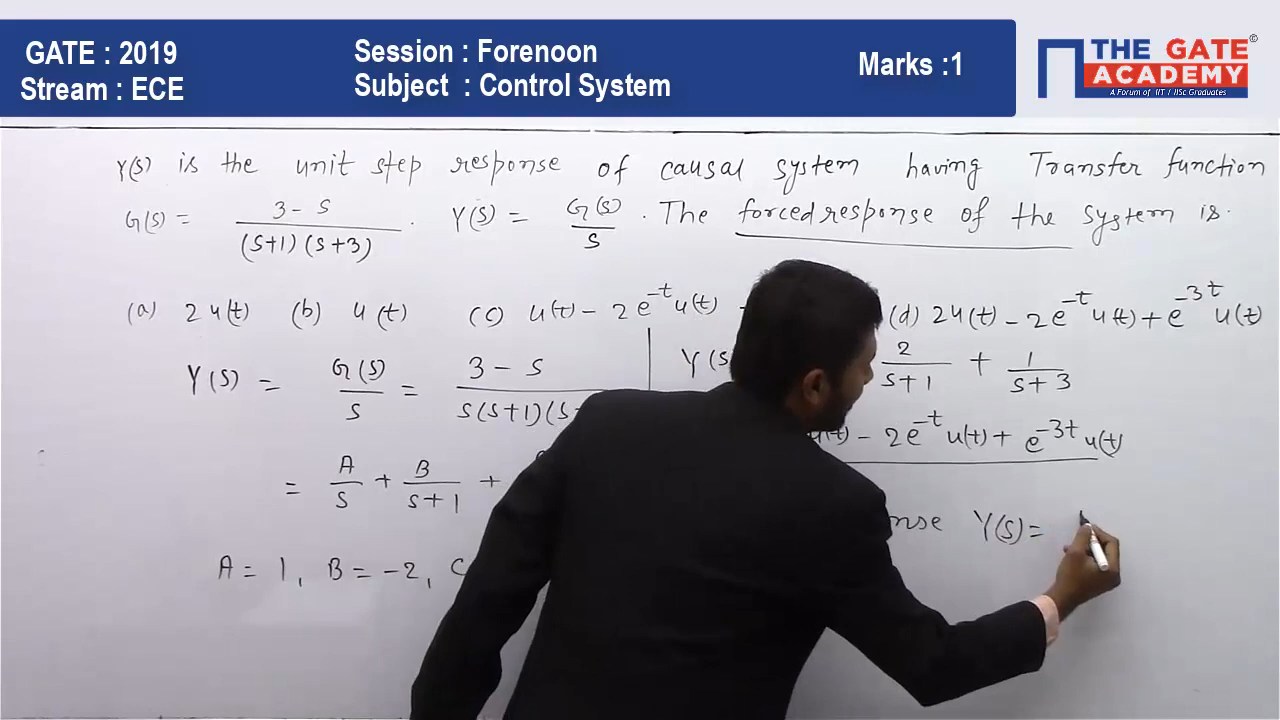 GATE : 2019
Stream : ECE
Session : Forenoon
Subject : Control System
Marks :1
THE GATE ACADEMY©
A Forum of IIT / IISc Graduates
Y(s) is the unit step response of causal system having Transfer function
G(s) = 3 - s / (s+1) (s+3) . Y(s) = G(s) / s . The forced response of the system is.
(a) 2 u(t) (b) u(t) (c) u(t) - 2e^-t u(t) (d) 2u(t) - 2e^-t u(t) + e^-3t u(t)
Y(s) = G(s) / s = 3 - s / s(s+1)(s
Y(s 2 / s+1 + 1 / s+3
= A / s + B / s+1 +
u(t) - 2e^-t u(t) + e^-3t u(t)
A = 1, B = -2, C
nse Y(s) =